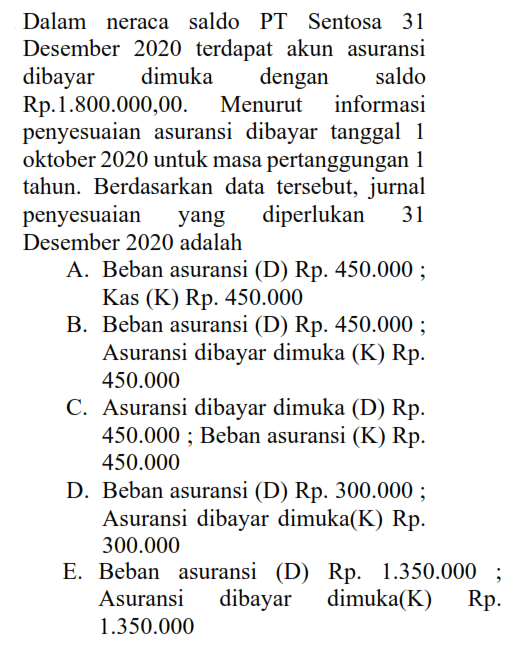 Dalam neraca saldo PT Sentosa 31
Desember 2020 terdapat akun asuransi
dibayar dimuka dengan saldo
Rp.1.800.000,00. Menurut informasi
penyesuaian asuransi dibayar tanggal 1
oktober 2020 untuk masa pertanggungan 1
tahun. Berdasarkan data tersebut, jurnal
penyesuaian yang diperlukan 31
Desember 2020 adalah
A. Beban asuransi (D) Rp. 450.000 ;
Kas (K) Rp. 450.000
B. Beban asuransi (D) Rp. 450.000 ;
Asuransi dibayar dimuka (K) Rp.
450.000
C. Asuransi dibayar dimuka (D) Rp.
450.000 ; Beban asuransi (K) Rp.
450.000
D. Beban asuransi (D) Rp. 300.000 ;
Asuransi dibayar dimuka(K) Rp.
300.000
E. Beban asuransi (D) Rp. 1.350.000 ;
Asuransi dibayar dimuka(K) Rp.
1.350.000